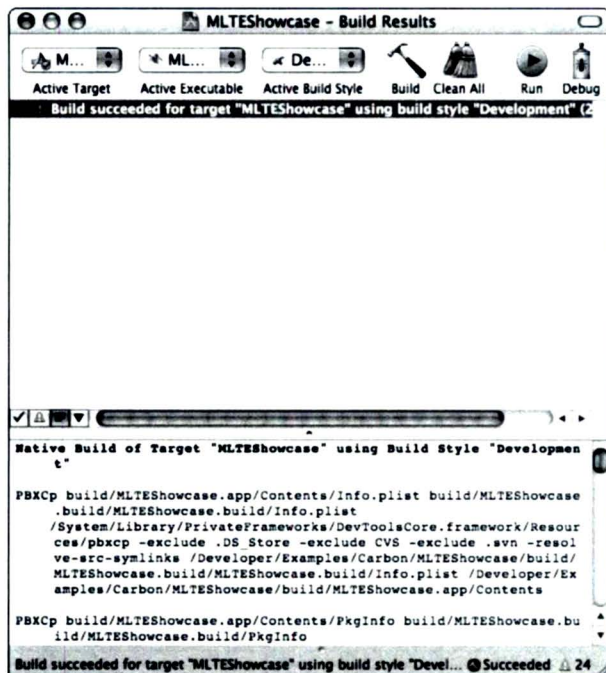 MLTEShowcase – Build Results
M... ML... De...
Active Target Active Executable Active Build Style Build Clean All Run Debug
Build succeeded for target "MLTEShowcase" using build style "Development" (2
Native Build of Target "MLTEShowcase" using Build Style "Developmen
t"
PBXCp build/MLTEShowcase.app/Contents/Info.plist build/MLTEShowcase
.build/MLTEShowcase.build/Info.plist
/System/Library/PrivateFrameworks/DevToolsCore.framework/Resour
ces/pbxcp -exclude .DS_Store -exclude CVS -exclude .svn -resol
ve-src-symlinks /Developer/Examples/Carbon/MLTEShowcase/build/
MLTEShowcase.build/MLTEShowcase.build/Info.plist /Developer/Ex
amples/Carbon/MLTEShowcase/build/MLTEShowcase.app/Contents
PBXCp build/MLTEShowcase.app/Contents/PkgInfo build/MLTEShowcase.bu
ild/MLTEShowcase.build/PkgInfo
Build succeeded for target "MLTEShowcase" using build style "Devel... Succeeded 24